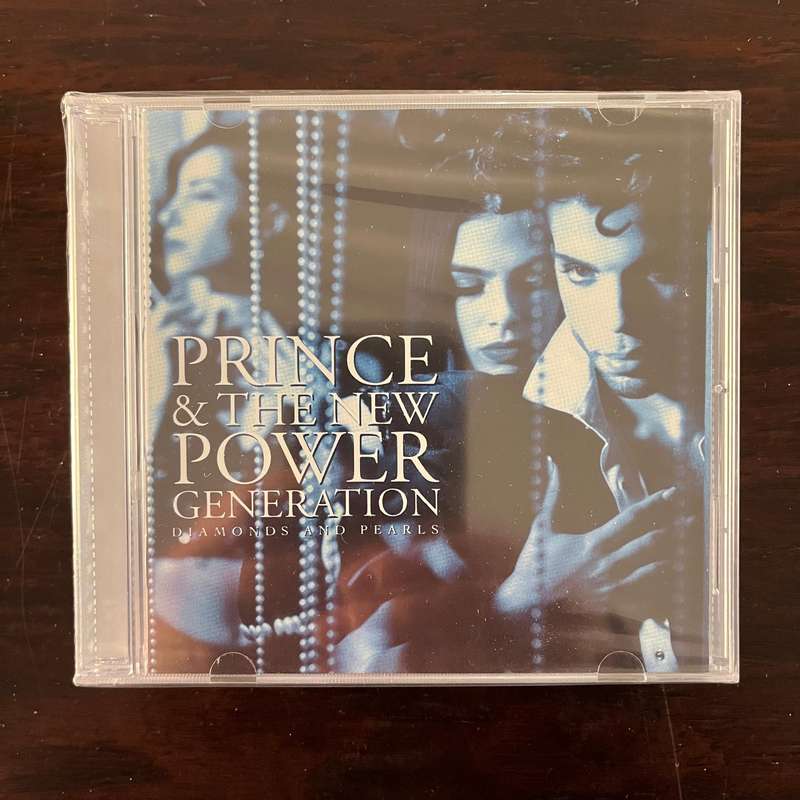 PRINCE
& THE NEW
POWER
GENERATION
DIAMONDS AND PEARLS